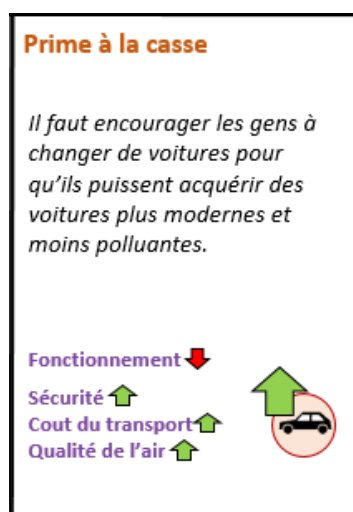 Prime à la casse
Il faut encourager les gens à
changer de voitures pour
qu'ils puissent acquérir des
voitures plus modernes et
moins polluantes.
Fonctionnement
Sécurité
Cout du transport
Qualité de l'air